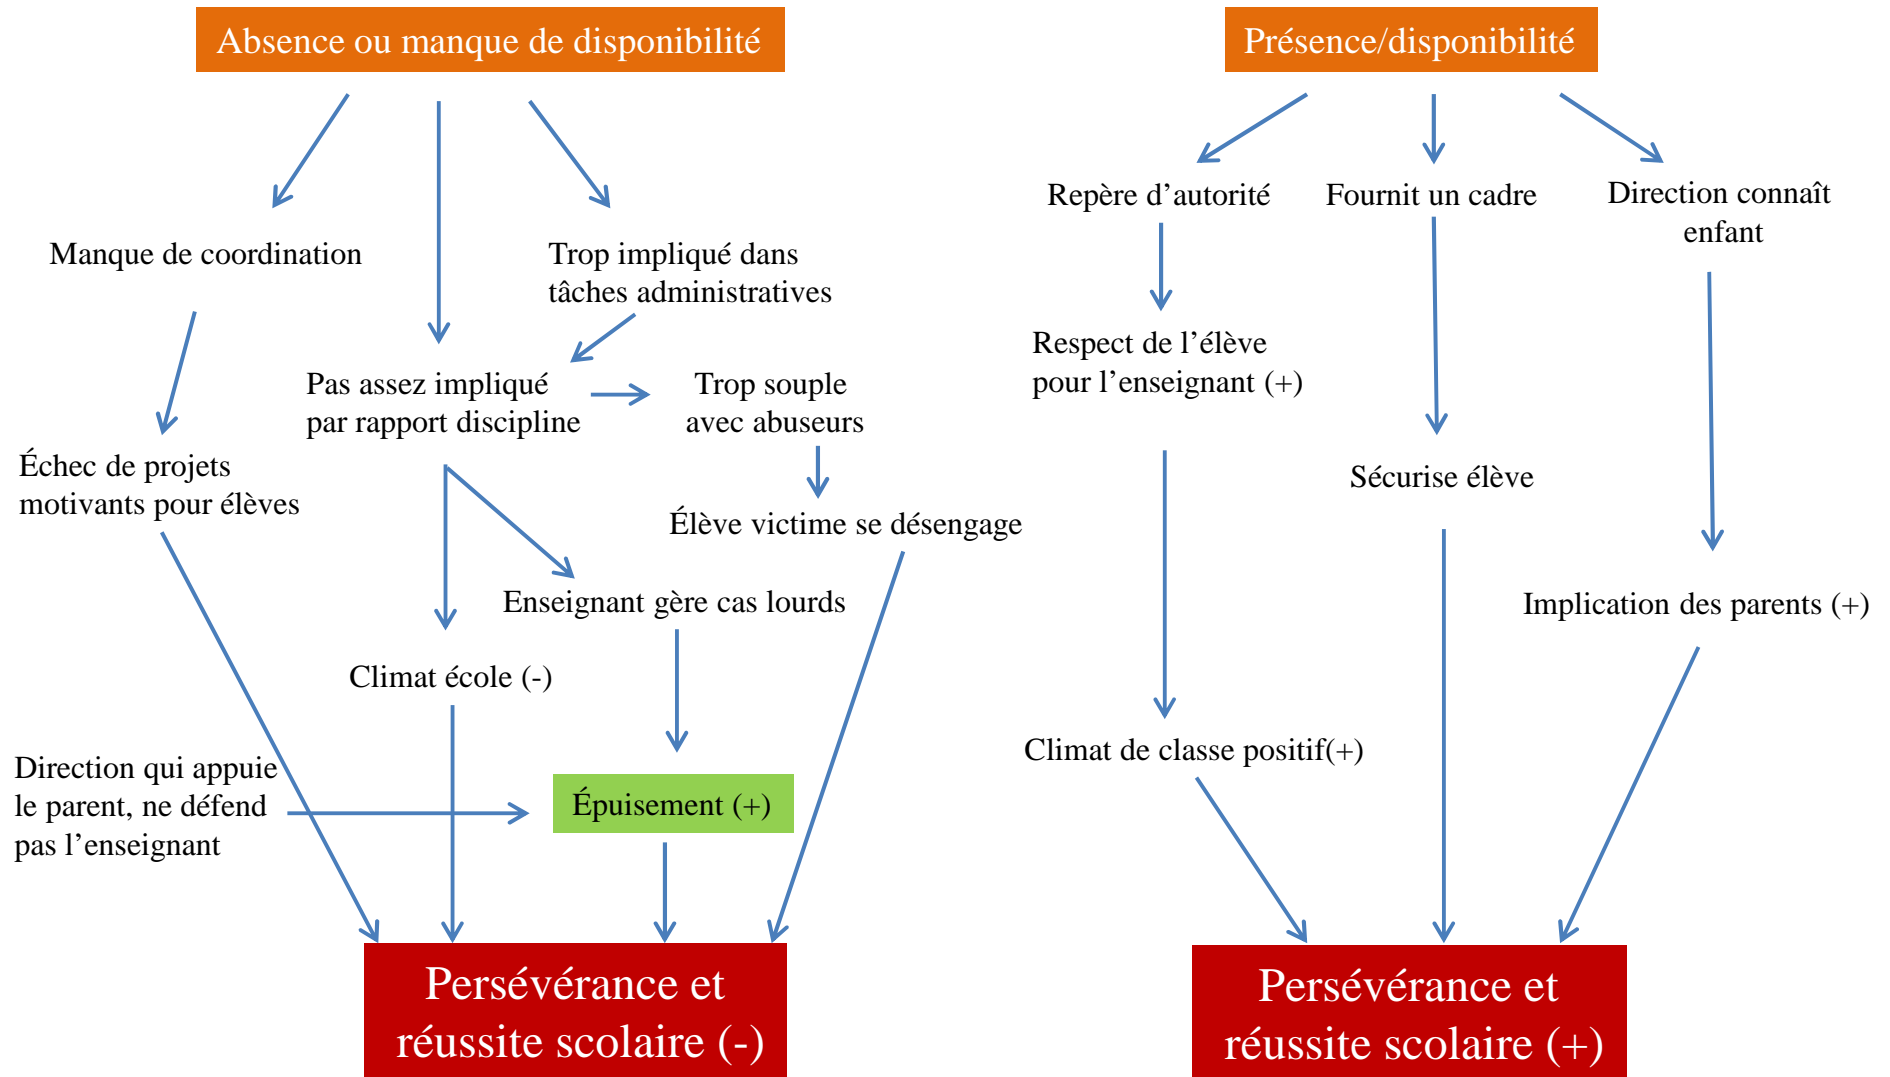 Absence ou manque de disponibilité
Manque de coordination
Trop impliqué dans
tâches administratives
Pas assez impliqué
par rapport discipline
Trop souple
avec abuseurs
Échec de projets
motivants pour élèves
Élève victime se désengage
Enseignant gère cas lourds
Climat école (-)
Direction qui appuie
le parent, ne défend
pas l’enseignant
Épuisement (+)
Persévérance et
réussite scolaire (-)
Présence/disponibilité
Repère d’autorité
Fournit un cadre
Direction connaît
enfant
Respect de l’élève
pour l’enseignant (+)
Sécurise élève
Implication des parents (+)
Climat de classe positif(+)
Persévérance et
réussite scolaire (+)